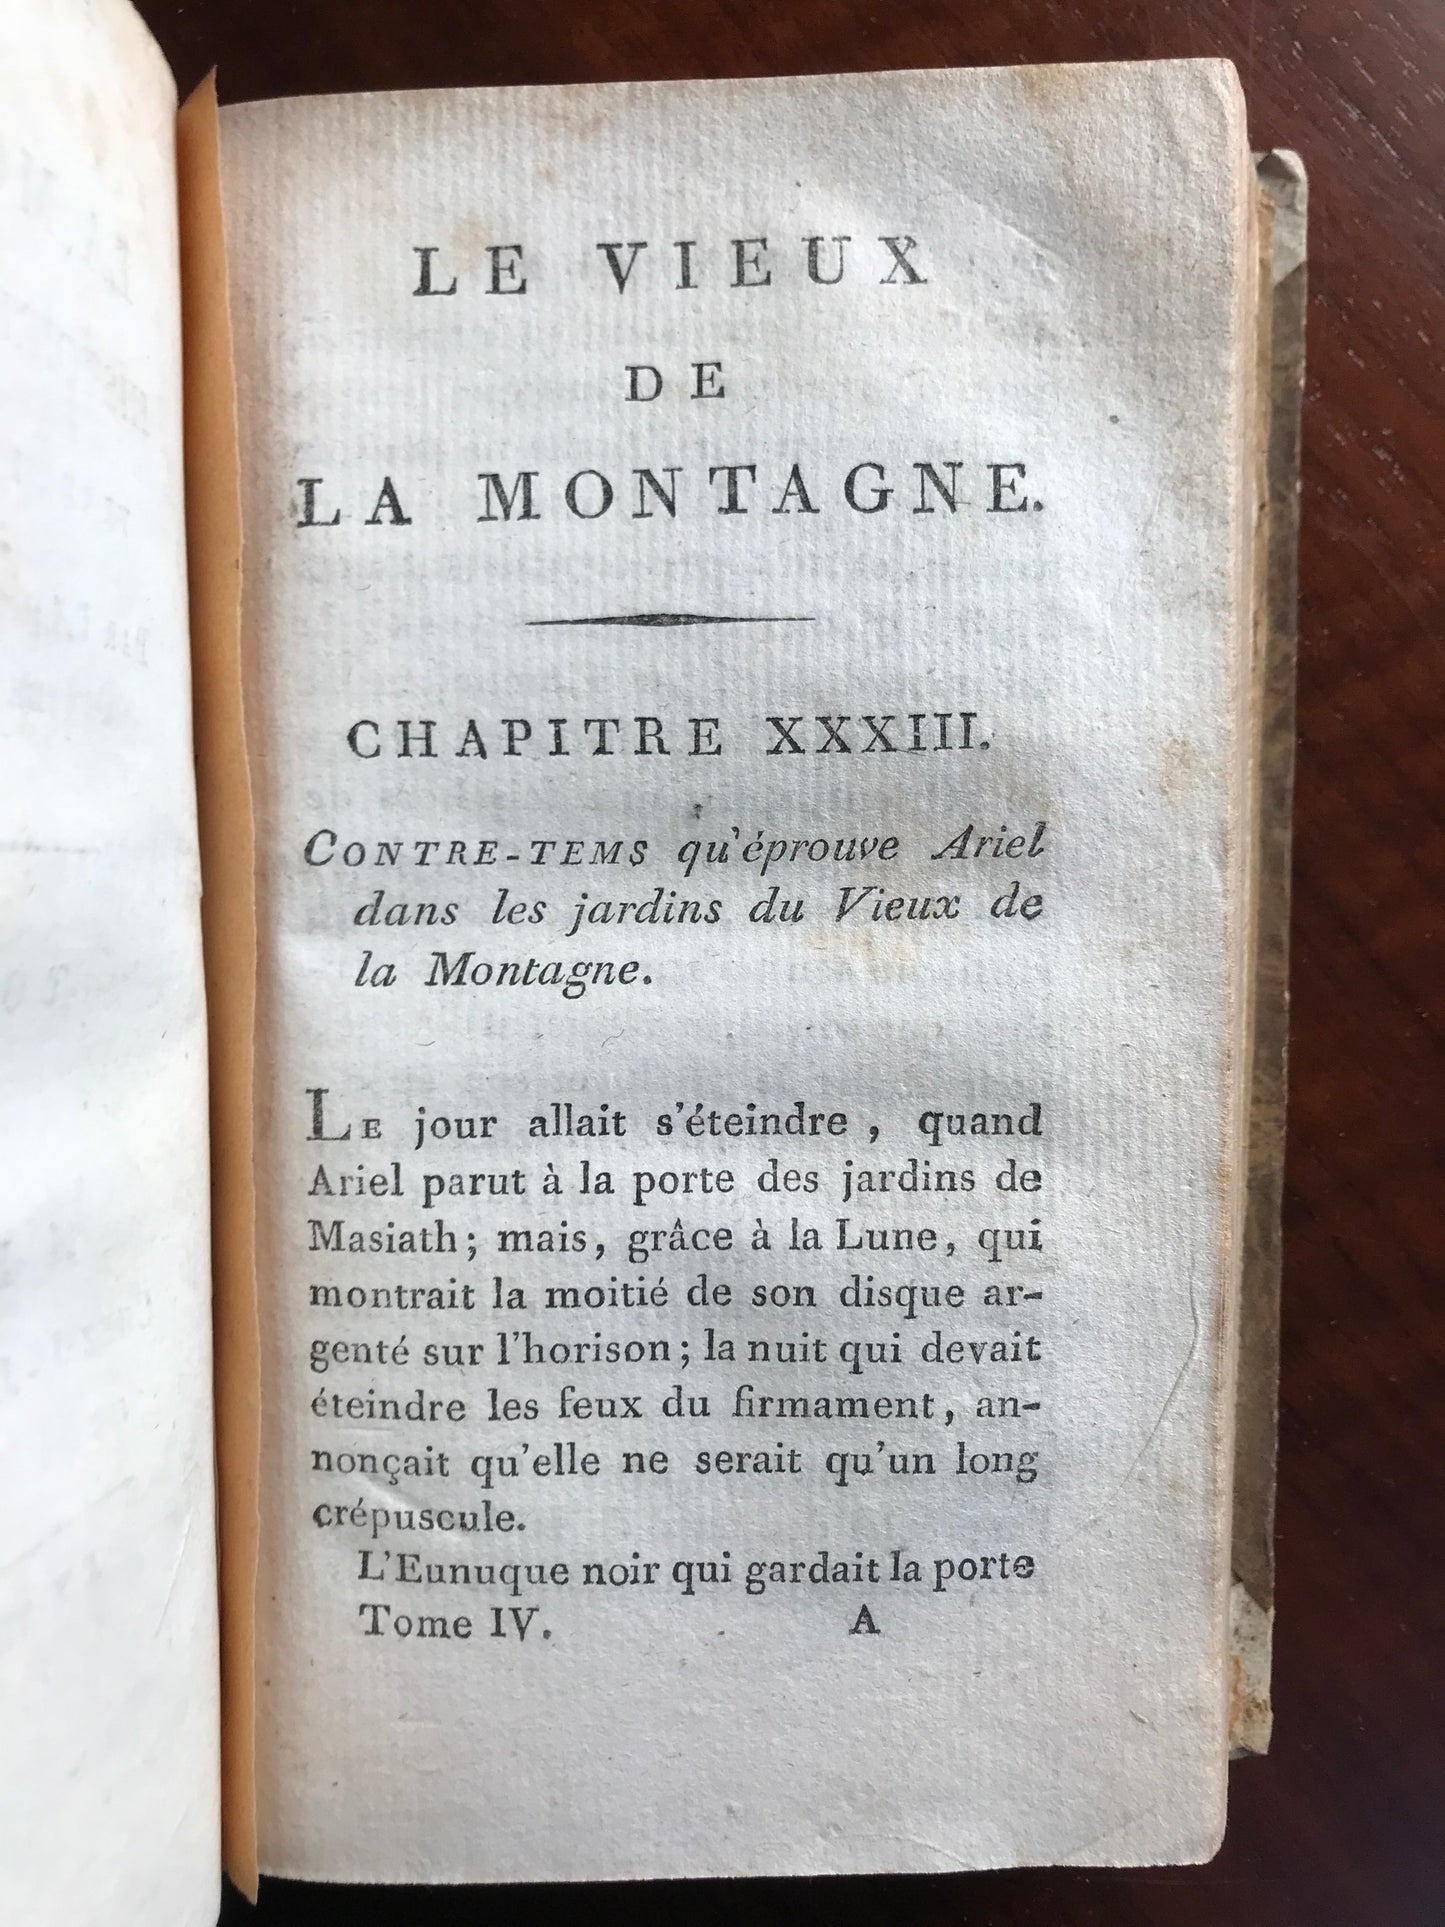 LE VIEUX
DE
LA MONTAGNE.
CHAPITRE XXXIII.
CONTRE-TEMS qu'éprouve Ariel
dans les jardins du Vieux de
la Montagne.
LE jour allait s'éteindre, quand
Ariel parut à la porte des jardins de
Masiath; mais, grâce à la Lune, qui
montrait la moitié de son disque ar-
genté sur l'horison; la nuit qui devait
éteindre les feux du firmament, an-
nonçait qu'elle ne serait qu'un long
crépuscule.
L'Eunuque noir qui gardait la porte
Tome IV. A